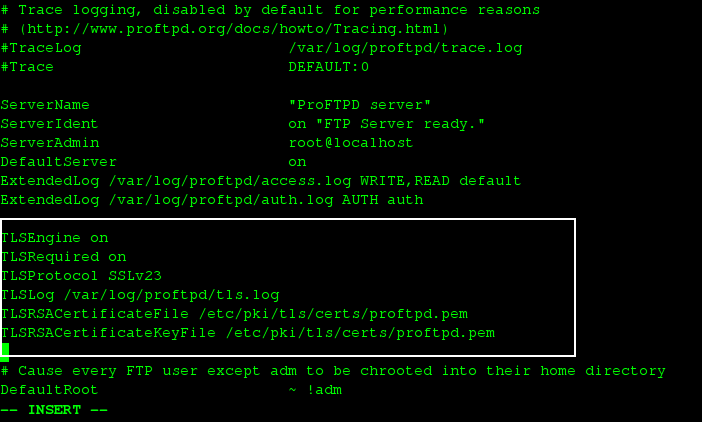 # Trace logging, disabled by default for performance reasons
# (http://www.proftpd.org/docs/howto/Tracing.html)
#TraceLog /var/log/proftpd/trace.log
#Trace DEFAULT:0
ServerName "ProFTPD server"
ServerIdent on "FTP Server ready."
ServerAdmin root@localhost
DefaultServer on
ExtendedLog /var/log/proftpd/access.log WRITE,READ default
ExtendedLog /var/log/proftpd/auth.log AUTH auth
TLSEngine on
TLSRequired on
TLSProtocol SSLv23
TLSLog /var/log/proftpd/tls.log
TLSRSACertificateFile /etc/pki/tls/certs/proftpd.pem
TLSRSACertificateKeyFile /etc/pki/tls/certs/proftpd.pem
# Cause every FTP user except adm to be chrooted into their home directory
DefaultRoot ~ !adm
-- INSERT --